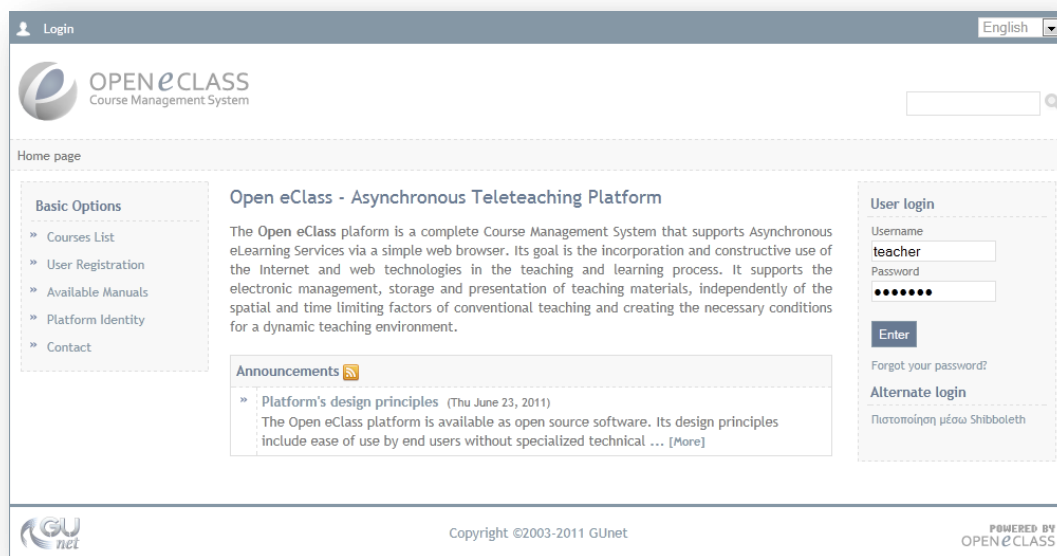 Login
English
OPEN eCLASS
Course Management System
Home page
Basic Options
» Courses List
» User Registration
» Available Manuals
» Platform Identity
» Contact
Open eClass - Asynchronous Teleteaching Platform
The Open eClass plaform is a complete Course Management System that supports Asynchronous
eLearning Services via a simple web browser. Its goal is the incorporation and constructive use of
the Internet and web technologies in the teaching and learning process. It supports the
electronic management, storage and presentation of teaching materials, independently of the
spatial and time limiting factors of conventional teaching and creating the necessary conditions
for a dynamic teaching environment.
Announcements
» Platform's design principles (Thu June 23, 2011)
The Open eClass platform is available as open source software. Its design principles
include ease of use by end users without specialized technical ... [More]
User login
Username
teacher
Password
●●●●●●●
Enter
Forgot your password?
Alternate login
Πιστοποίηση μέσω Shibboleth
GU
net
Copyright ©2003-2011 GUnet
POWERED BY
OPEN eCLASS